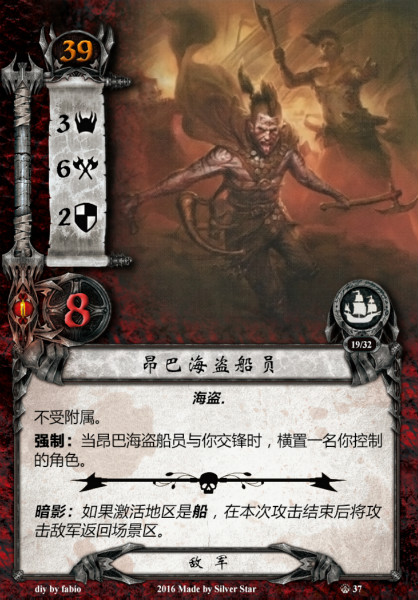 39
3
6
2
8
19/32
昂巴海盗船员
海盗.
不受附属。
强制：当昂巴海盗船员与你交锋时，横置一名你控制
的角色。
暗影：如果激活地区是船，在本次攻击结束后将攻
击敌军返回场景区。
敌军
diy by fabio
2016 Made by Silver Star
37